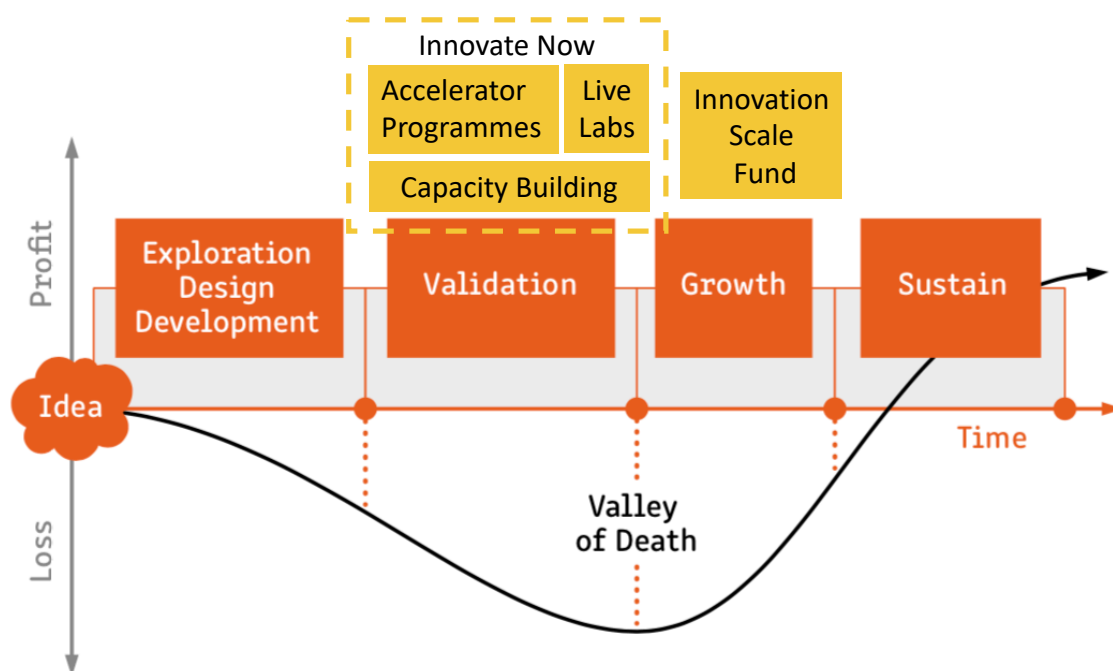 Innovate Now
Accelerator
Programmes
Live
Labs
Capacity Building
Innovation
Scale
Fund
Profit
Loss
Exploration
Design
Development
Validation
Growth
Sustain
Idea
Time
Valley
of Death